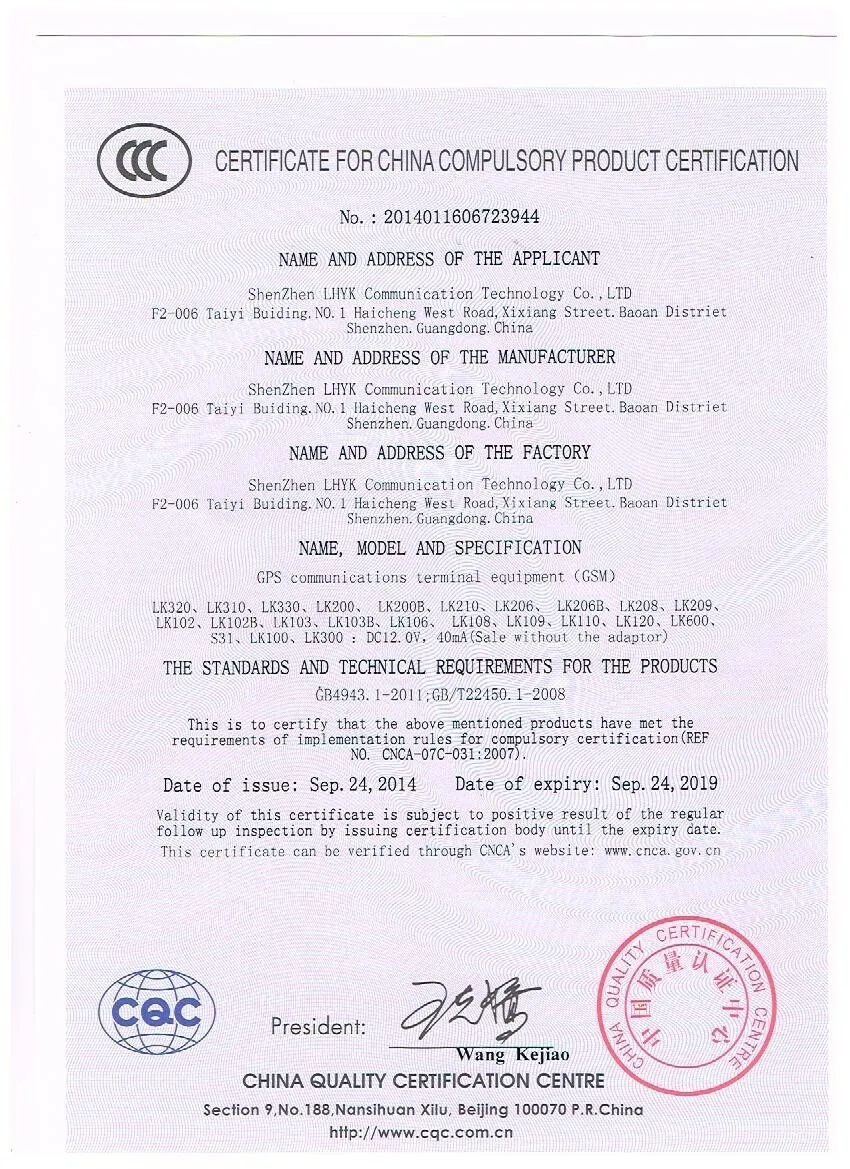 CCC
CERTIFICATE FOR CHINA COMPULSORY PRODUCT CERTIFICATION
No. : 2014011606723944
NAME AND ADDRESS OF THE APPLICANT
ShenZhen LHYK Communication Technology Co.,LTD
F2-006 Taiyi Buiding.NO.1 Haicheng West Road,Xixiang Street.Baoan Distriet
Shenzhen.Guangdong.China
NAME AND ADDRESS OF THE MANUFACTURER
ShenZhen LHYK Communication Technology Co.,LTD
F2-006 Taiyi Buiding.NO.1 Haicheng West Road,Xixiang Street.Baoan Distriet
Shenzhen.Guangdong.China
NAME AND ADDRESS OF THE FACTORY
ShenZhen LHYK Communication Technology Co.,LTD
F2-006 Taiyi Buiding.NO.1 Haicheng West Road,Xixiang Street.Baoan Distriet
Shenzhen.Guangdong.China
NAME, MODEL AND SPECIFICATION
GPS communications terminal equipment (GSM)
LK320、LK310、LK330、LK200、 LK200B、LK210、LK206、 LK206B、LK208、LK209、
LK102、LK102B、LK103、LK103B、LK106、 LK108、LK109、LK110、LK120、LK600、
S31、LK100、LK300 : DC12.0V, 40mA(Sale without the adaptor)
THE STANDARDS AND TECHNICAL REQUIREMENTS FOR THE PRODUCTS
GB4943.1-2011;GB/T22450.1-2008
This is to certify that the above mentioned products have met the
requirements of implementation rules for compulsory certification(REF
NO. CNCA-07C-031:2007).
Date of issue: Sep.24,2014 Date of expiry: Sep.24,2019
Validity of this certificate is subject to positive result of the regular
follow up inspection by issuing certification body until the expiry date.
This certificate can be verified through CNCA's website: www.cnca.gov.cn
CHINA QUALITY CERTIFICATION CENTRE
中国质量认证中心
CQC
President:
Wang Kejiao
CHINA QUALITY CERTIFICATION CENTRE
Section 9,No.188,Nansihuan Xilu, Beijing 100070 P.R.China
http://www.cqc.com.cn